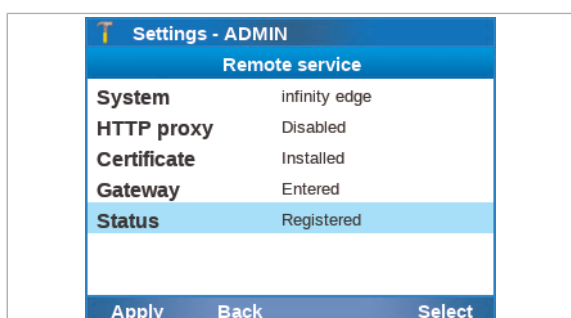 Settings - ADMIN
Remote service
System infinity edge
HTTP proxy Disabled
Certificate Installed
Gateway Entered
Status Registered
Apply Back Select